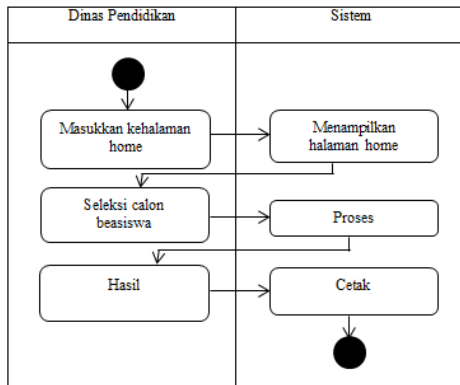 Dinas Pendidikan
Sistem
Masukkan kehalaman
home
Menampilkan
halaman home
Seleksi calon
beasiswa
Proses
Hasil
Cetak